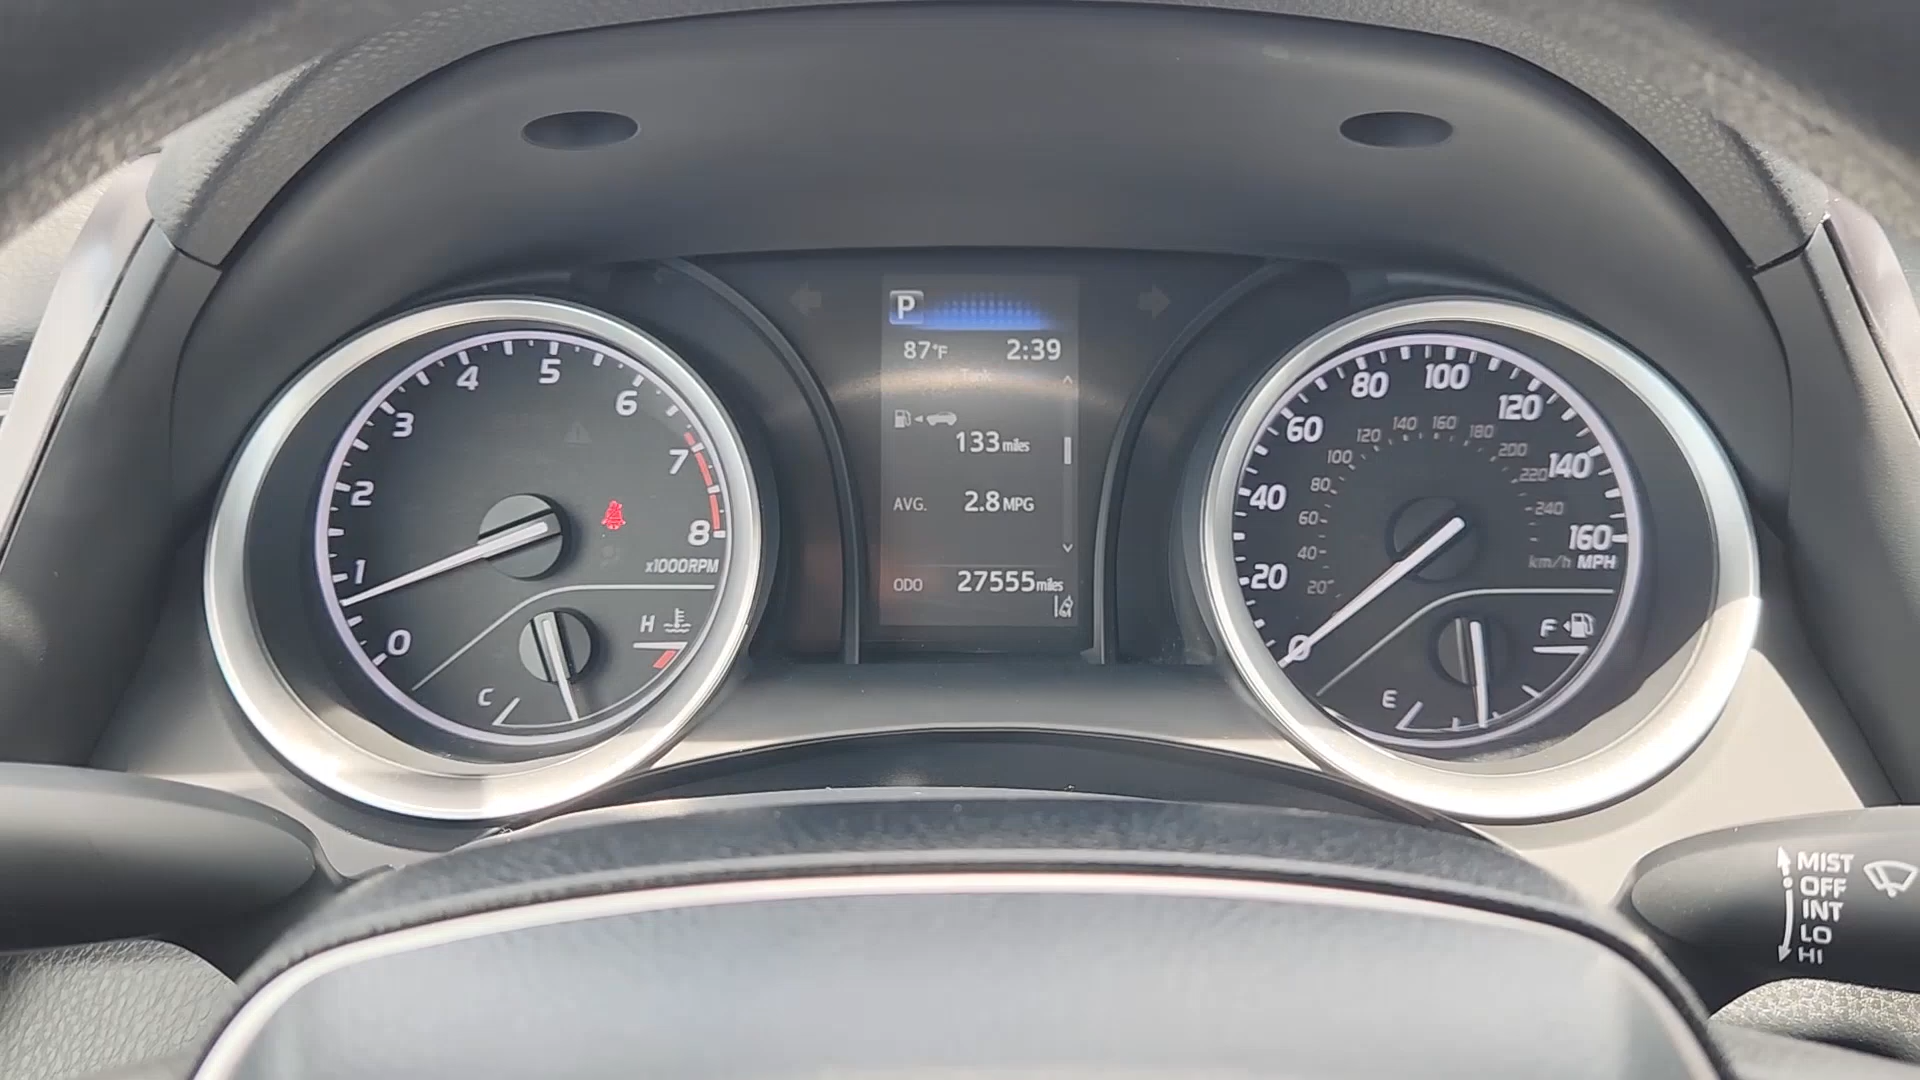 P
87°F 2:39
133 miles
AVG. 2.8 MPG
ODO 27555 miles
0
1
2
3
4
5
6
7
8
x1000RPM
H
C
0
20
40
60
80
100
120
140
160
km/h MPH
20
40
60
80
100
120
140
160
180
200
220
240
F
E
MIST
OFF
INT
LO
HI